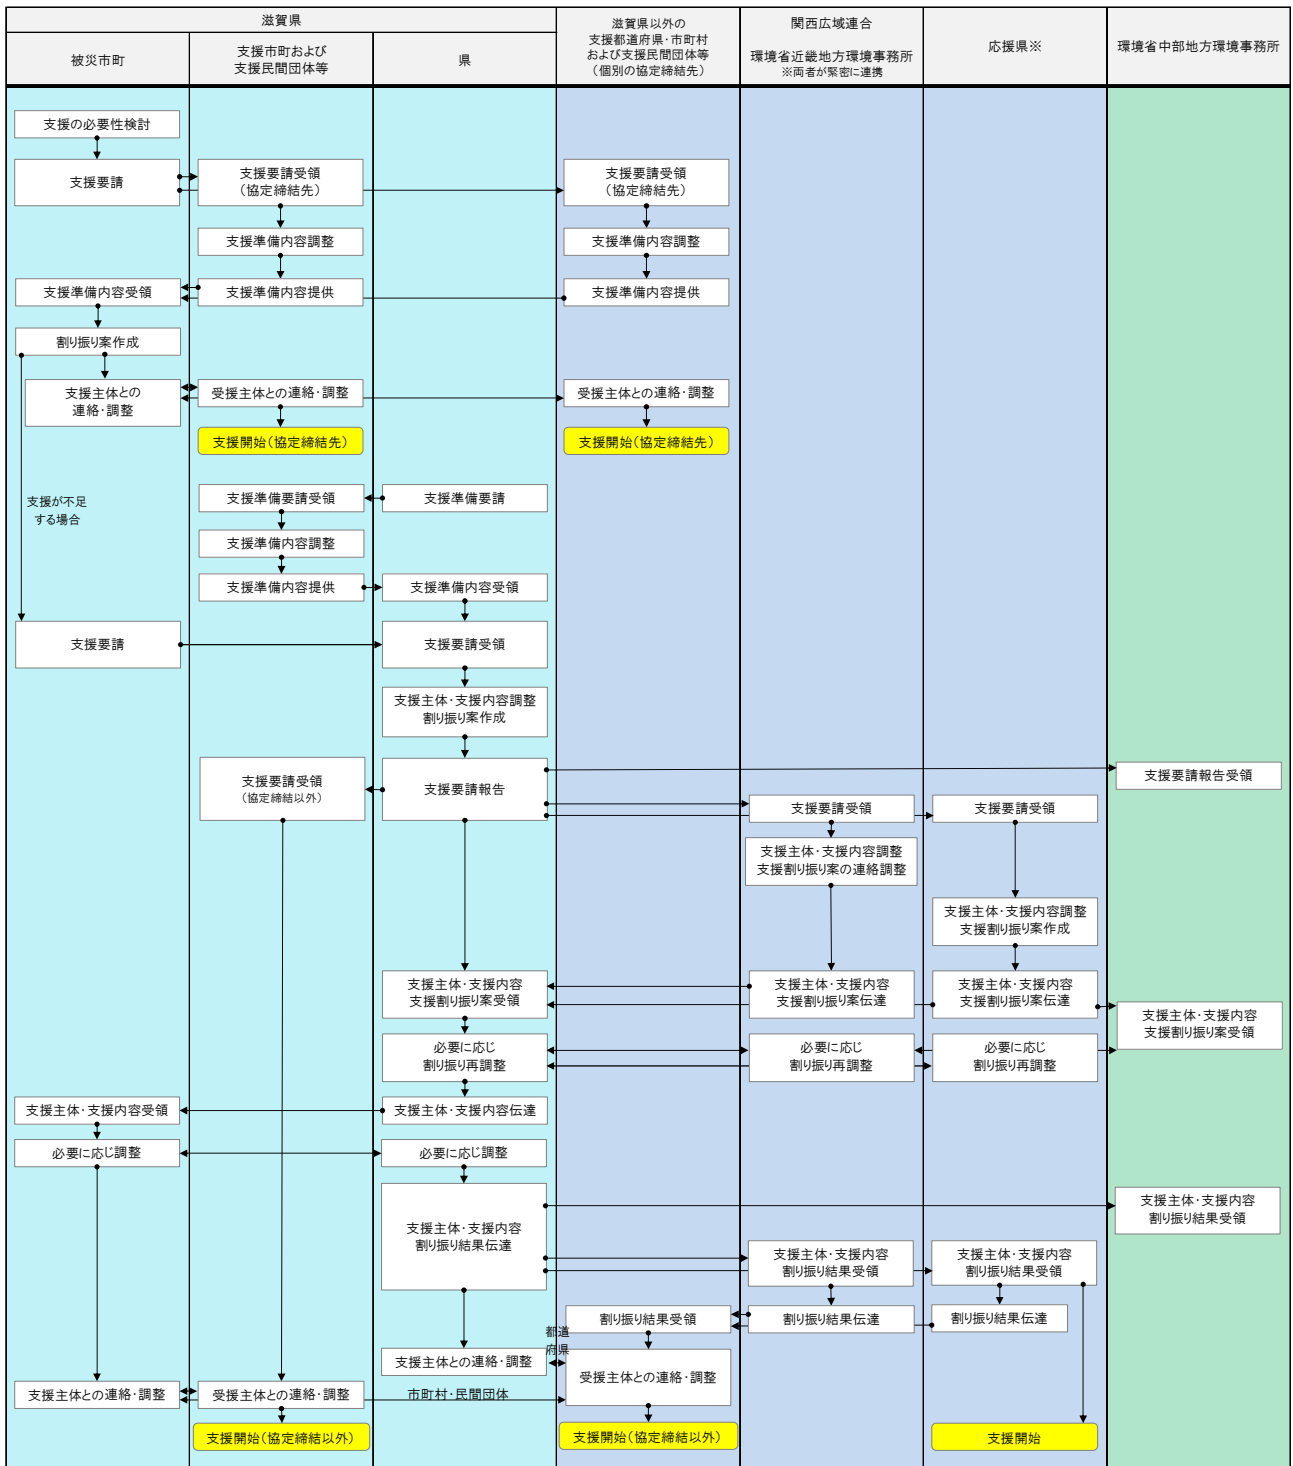 滋賀県
被災市町
支援市町および
支援民間団体等
県
滋賀県以外の
支援都道府県・市町村
および支援民間団体等
(個別の協定締結先)
関西広域連合
環境省近畿地方環境事務所
※両者が緊密に連携
応援県※
環境省中部地方環境事務所
支援の必要性検討
支援要請
支援要請受領
(協定締結先)
支援要請受領
(協定締結先)
支援準備内容調整
支援準備内容調整
支援準備内容受領
支援準備内容提供
支援準備内容提供
割り振り案作成
支援主体との
連絡・調整
受援主体との連絡・調整
受援主体との連絡・調整
支援開始(協定締結先)
支援開始(協定締結先)
支援が不足
する場合
支援準備要請受領
支援準備要請
支援準備内容調整
支援準備内容提供
支援準備内容受領
支援要請
支援要請受領
支援主体・支援内容調整
割り振り案作成
支援要請受領
(協定締結以外)
支援要請報告
支援要請報告受領
支援要請受領
支援要請受領
支援主体・支援内容調整
支援割り振り案の連絡調整
支援主体・支援内容調整
支援割り振り案作成
支援主体・支援内容
支援割り振り案受領
支援主体・支援内容
支援割り振り案伝達
支援主体・支援内容
支援割り振り案伝達
支援主体・支援内容
支援割り振り案受領
必要に応じ
割り振り再調整
必要に応じ
割り振り再調整
必要に応じ
割り振り再調整
支援主体・支援内容受領
支援主体・支援内容伝達
必要に応じ調整
必要に応じ調整
支援主体・支援内容
割り振り結果伝達
支援主体・支援内容
割り振り結果受領
支援主体・支援内容
割り振り結果受領
支援主体・支援内容
割り振り結果受領
割り振り結果受領
割り振り結果伝達
割り振り結果伝達
都道
府県
支援主体との連絡・調整
受援主体との連絡・調整
支援主体との連絡・調整
受援主体との連絡・調整
市町村・民間団体
支援開始(協定締結以外)
支援開始(協定締結以外)
支援開始